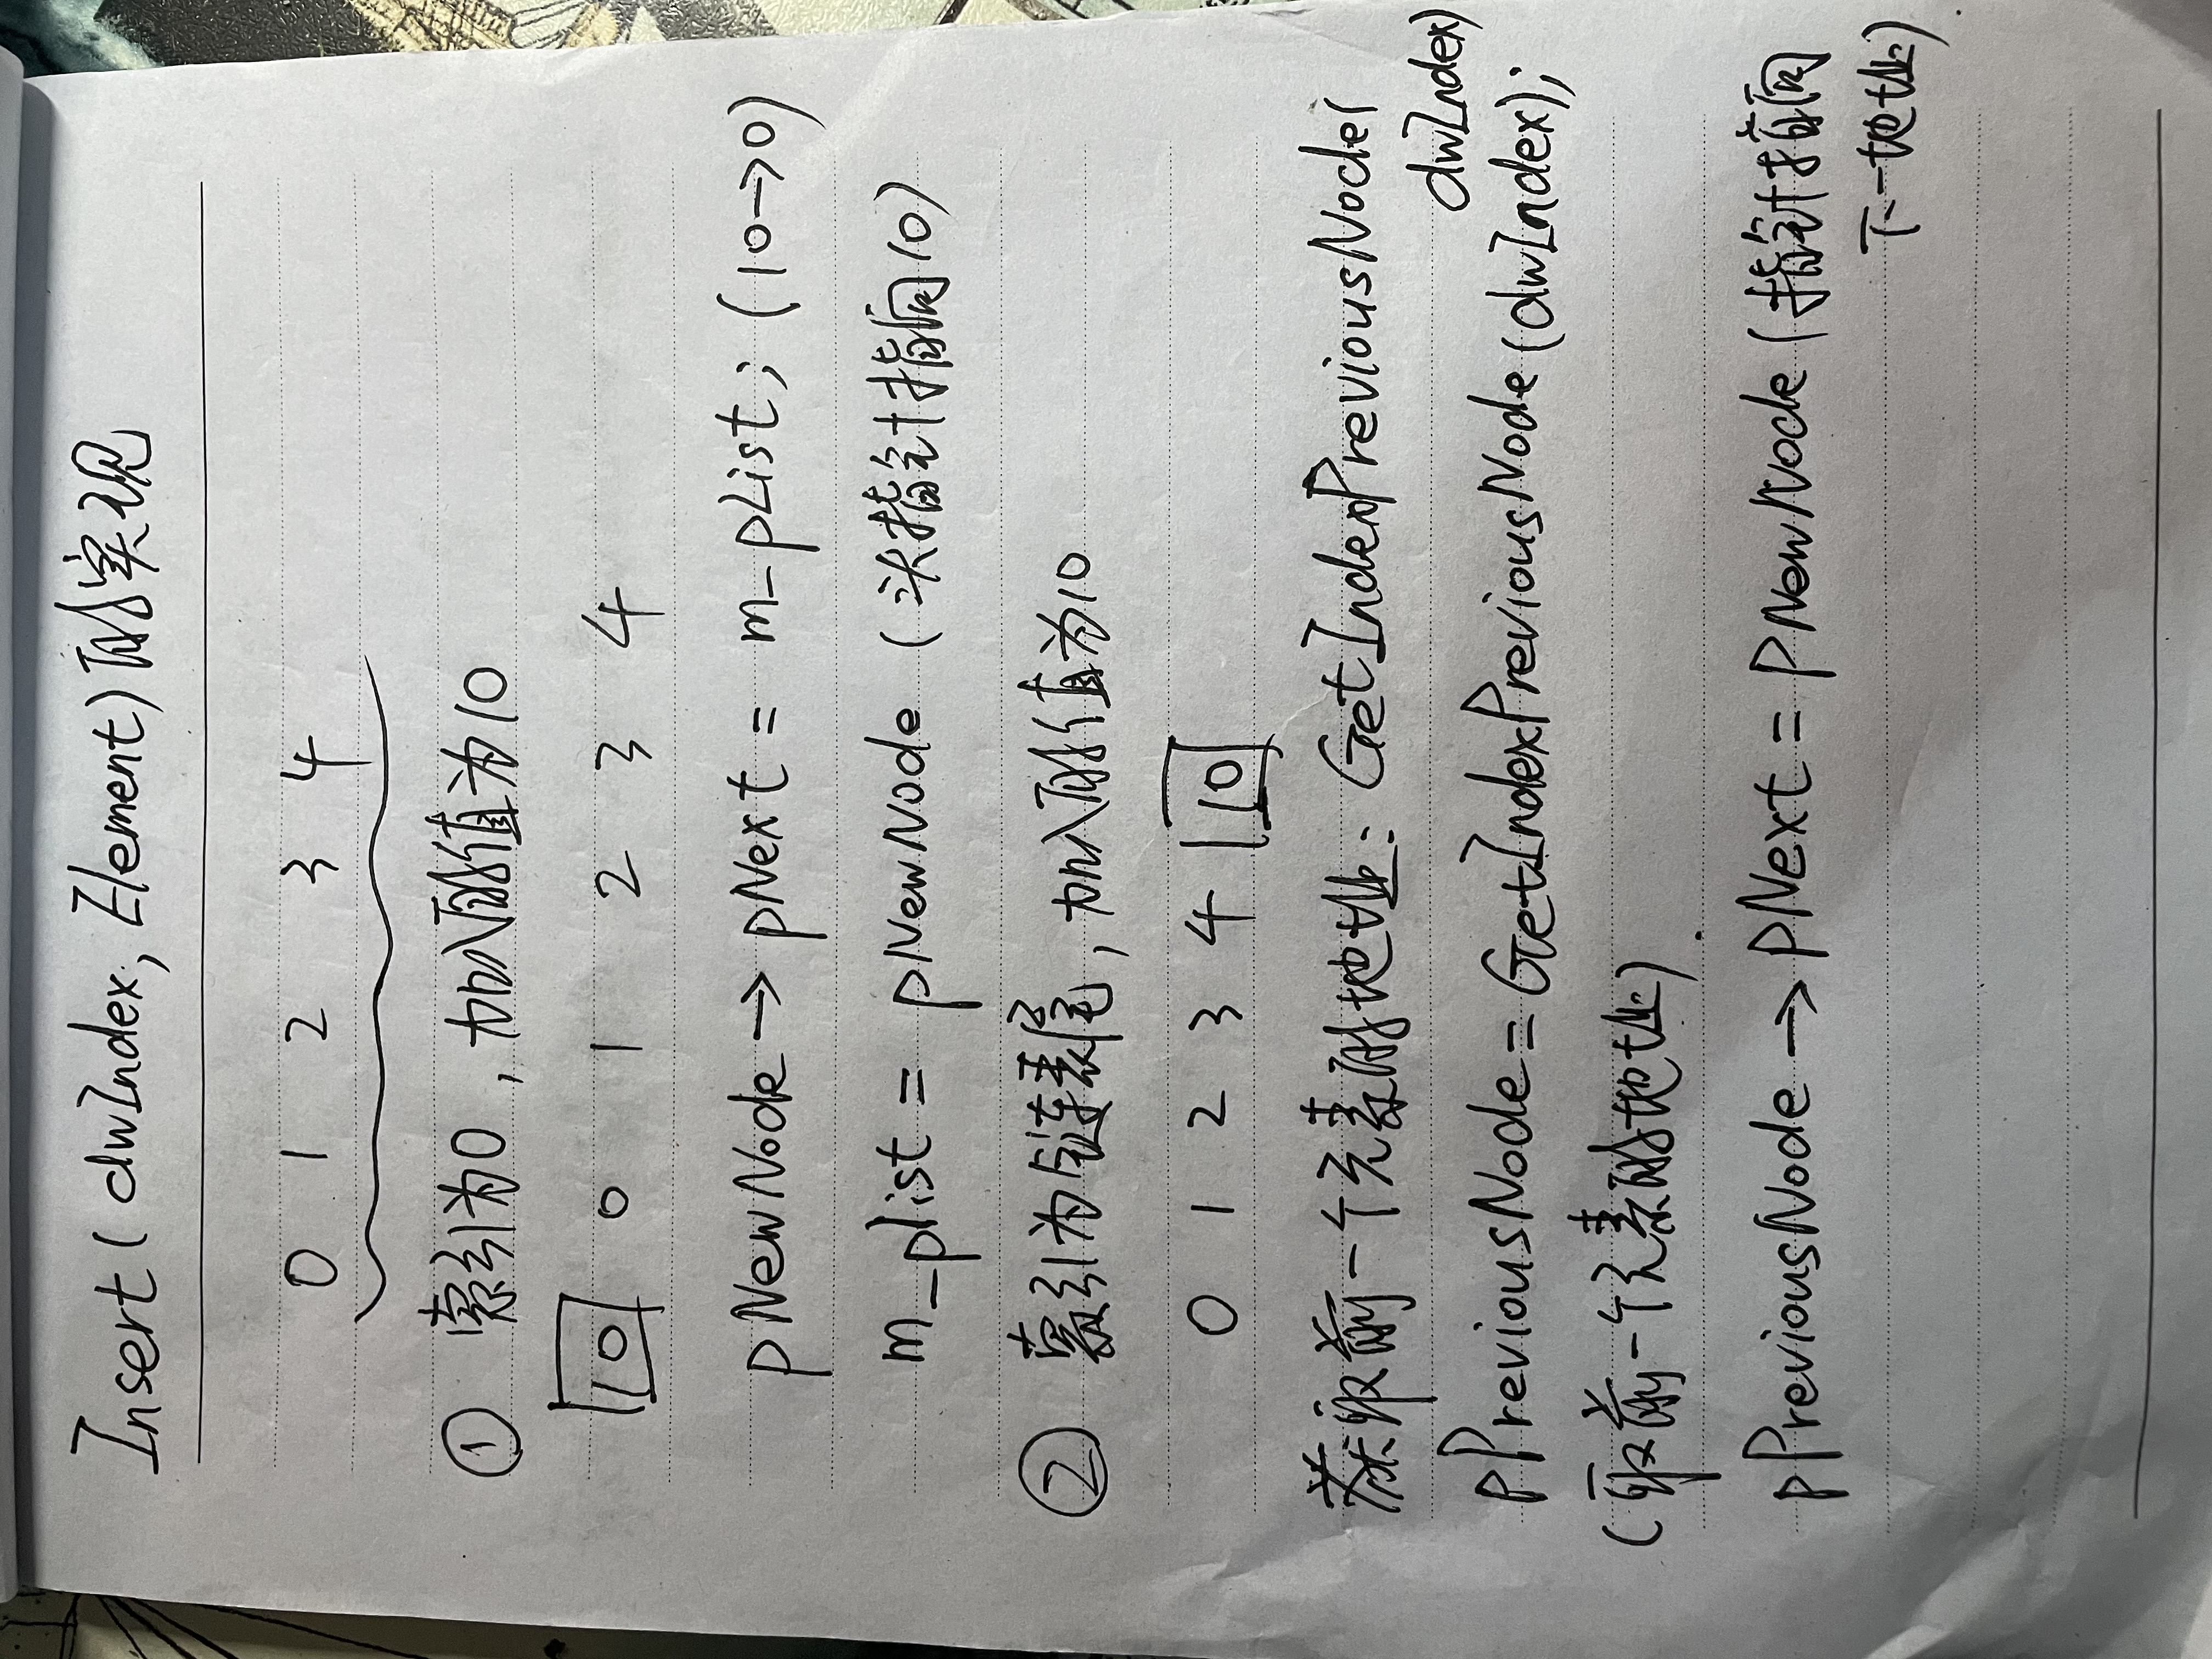 Insert(dwIndex, Element)的实现
0 1 2 3 4
① 索引为0，加入的值为10
10 0 1 2 3 4
pNewNode→pNext = m_pList; (10→0)
m_plist = pNewNode (头指针指向10)
② 索引为链表尾，加入的值为10
0 1 2 3 4 10
获取前一个元素的地址: GetIndexPreviousNode(
dwIndex)
pPreviousNode = GetIndexPreviousNode(dwIndex);
(取前一个元素的地址).
pPreviousNode → pNext = pNewNode (指针指向
下一地址)